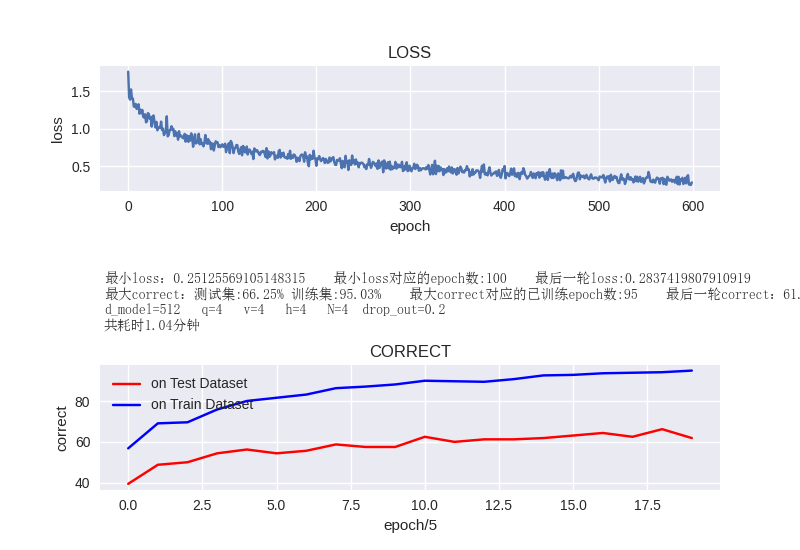 LOSS
1.5
1.0
0.5
loss
0 100 200 300 400 500 600
epoch
最小loss：0.25125569105148315 最小loss对应的epoch数:100 最后一轮loss:0.2837419807910919
最大correct：测试集:66.25% 训练集:95.03% 最大correct对应的已训练epoch数:95 最后一轮correct：61.
d_model=512 q=4 v=4 h=4 N=4 drop_out=0.2
共耗时1.04分钟
CORRECT
on Test Dataset
on Train Dataset
80
60
40
correct
0.0 2.5 5.0 7.5 10.0 12.5 15.0 17.5
epoch/5